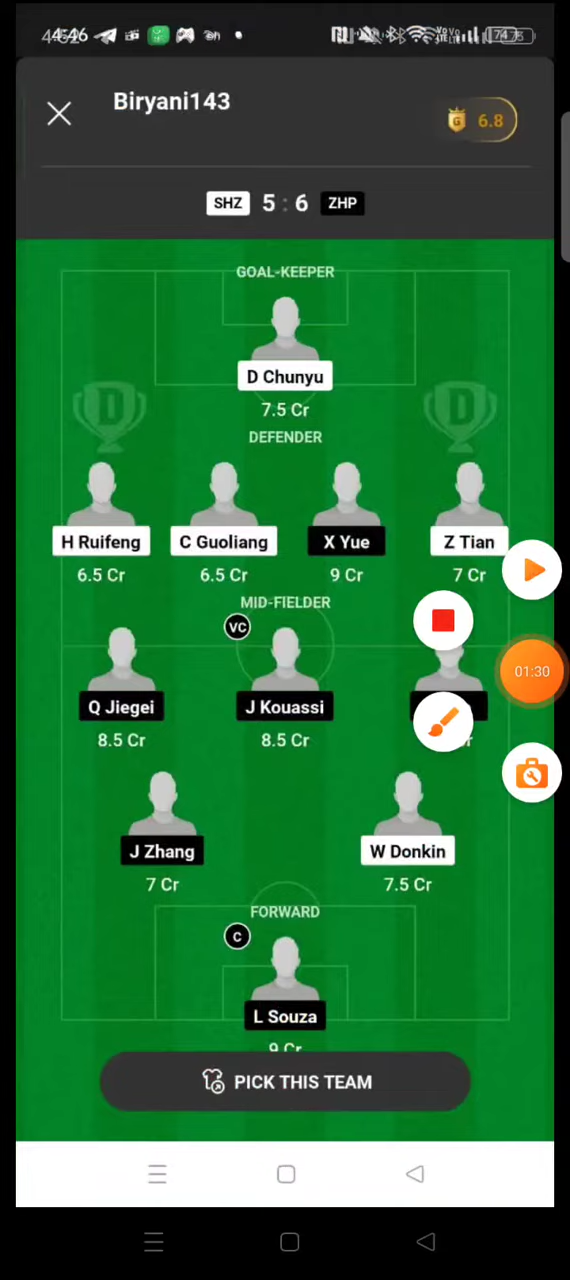 Biryani143
6.8
SHZ 5 : 6 ZHP
GOAL-KEEPER
D Chunyu
7.5 Cr
DEFENDER
H Ruifeng C Guoliang X Yue Z Tian
6.5 Cr 6.5 Cr 9 Cr 7 Cr
MID-FIELDER
VC
Q Jiegei J Kouassi
8.5 Cr 8.5 Cr
01:30
J Zhang W Donkin
7 Cr 7.5 Cr
FORWARD
C
L Souza
9 Cr
PICK THIS TEAM